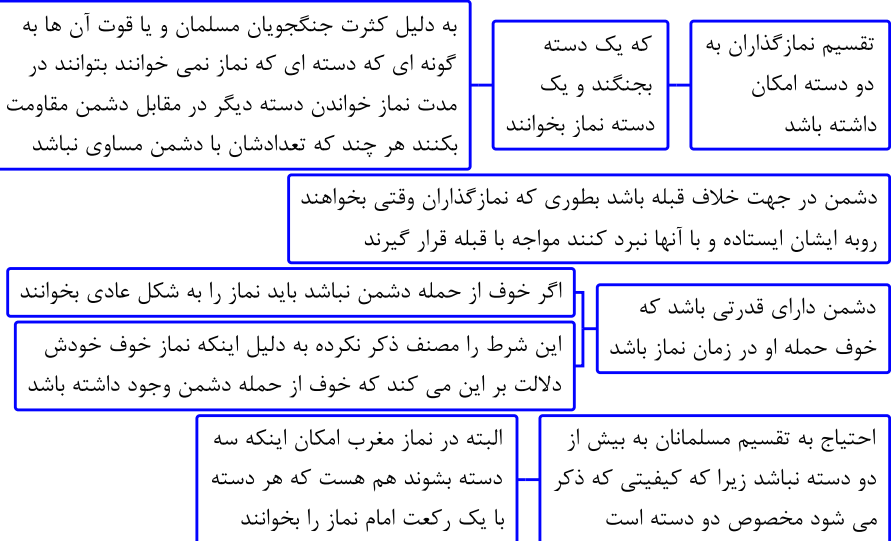 تقسیم نمازگذاران به
دو دسته امکان
داشته باشد
که یک دسته
بجنگند و یک
دسته نماز بخوانند
به دلیل کثرت جنگجویان مسلمان و یا قوت آن ها به
گونه ای که دسته ای که نماز نمی خوانند بتوانند در
مدت نماز خواندن دسته دیگر در مقابل دشمن مقاومت
بکنند هر چند که تعدادشان با دشمن مساوی نباشد
دشمن در جهت خلاف قبله باشد بطوری که نمازگذاران وقتی بخواهند
روبه ایشان ایستاده و با آنها نبرد کنند مواجه با قبله قرار گیرند
دشمن دارای قدرتی باشد که
خوف حمله او در زمان نماز باشد
اگر خوف از حمله دشمن نباشد باید نماز را به شکل عادی بخوانند
این شرط را مصنف ذکر نکرده به دلیل اینکه نماز خوف خودش
دلالت بر این می کند که خوف از حمله دشمن وجود داشته باشد
احتیاج به تقسیم مسلمانان به بیش از
دو دسته نباشد زیرا که کیفیتی که ذکر
می شود مخصوص دو دسته است
البته در نماز مغرب امکان اینکه سه
دسته بشوند هم هست که هر دسته
با یک رکعت امام نماز را بخوانند